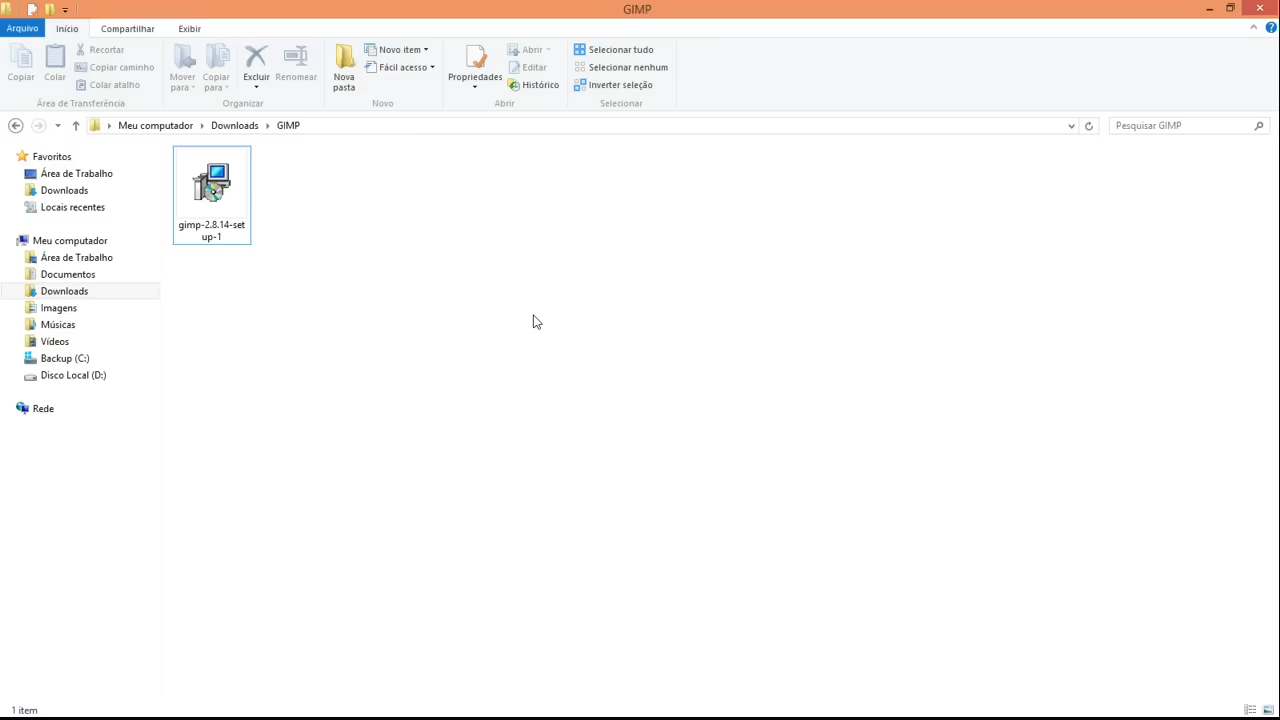 GIMP
Arquivo Início Compartilhar Exibir
Copiar Colar Recortar Copiar caminho Colar atalho
Mover para Copiar para Excluir Renomear
Nova pasta Novo item Fácil acesso
Propriedades Abrir Editar Histórico
Selecionar tudo Selecionar nenhum Inverter seleção
Área de Transferência Organizar Novo Abrir Selecionar
Meu computador Downloads GIMP Pesquisar GIMP
Favoritos
Área de Trabalho
Downloads
Locais recentes
Meu computador
Área de Trabalho
Documentos
Downloads
Imagens
Músicas
Vídeos
Backup (C:)
Disco Local (D:)
Rede
gimp-2.8.14-set
up-1
1 item